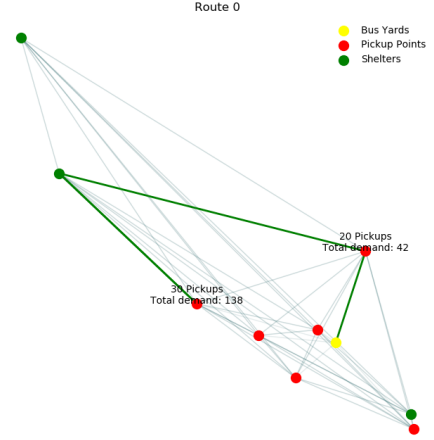 Route 0
Bus Yards
Pickup Points
Shelters
20 Pickups
Total demand: 42
30 Pickups
Total demand: 138